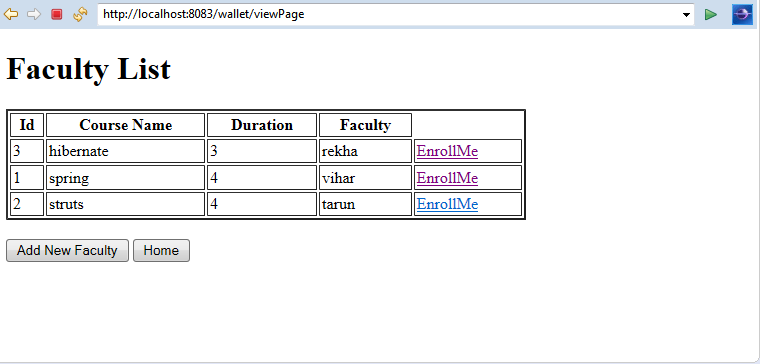 http://localhost:8083/wallet/viewPage
Faculty List
Id Course Name Duration Faculty
3 hibernate 3 rekha EnrollMe
1 spring 4 vihar EnrollMe
2 struts 4 tarun EnrollMe
Add New Faculty Home